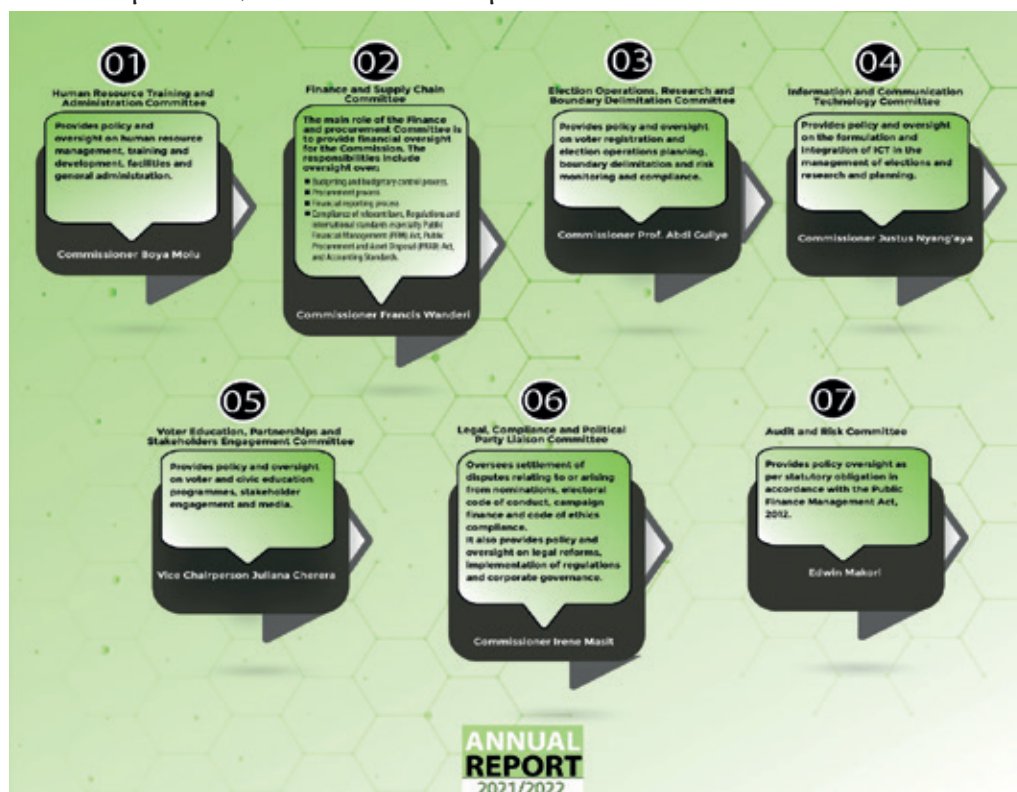 01
Human Resource Training and
Administration Committee
Provides policy and
oversight on human resource
management, training and
development, facilities and
general administration.
Commissioner Boya Molu
02
Finance and Supply Chain
Committee
The main role of the Finance
and procurement Committee is
to provide financial oversight
for the Commission. The
responsibilities include
oversight over;
■ Budgeting and budgetary control process.
■ Procurement process
■ Financial reporting process
■ Compliance of relevant laws, Regulations and
international standards especially Public
Financial Management (PFM) Act, Public
Procurement and Asset Disposal (PPAD) Act,
and Accounting Standards.
Commissioner Francis Wanderi
03
Election Operations, Research and
Boundary Delimitation Committee
Provides policy and oversight
on voter registration and
election operations planning,
boundary delimitation and risk
monitoring and compliance.
Commissioner Prof. Abdi Guliye
04
Information and Communication
Technology Committee
Provides policy and oversight
on the formulation and
integration of ICT in the
management of elections and
research and planning.
Commissioner Justus Nyang'aya
05
Voter Education, Partnerships and
Stakeholders Engagement Committee
Provides policy and oversight
on voter and civic education
programmes, stakeholder
engagement and media.
Vice Chairperson Juliana Cherera
06
Legal, Compliance and Political
Party Liaison Committee
Oversees settlement of
disputes relating to or arising
from nominations, electoral
code of conduct, campaign
finance and code of ethics
compliance.
It also provides policy and
oversight on legal reforms,
implementation of regulations
and corporate governance.
Commissioner Irene Masit
07
Audit and Risk Committee
Provides policy oversight as
per statutory obligation in
accordance with the Public
Finance Management Act,
2012.
Edwin Makori
ANNUAL
REPORT
2021/2022